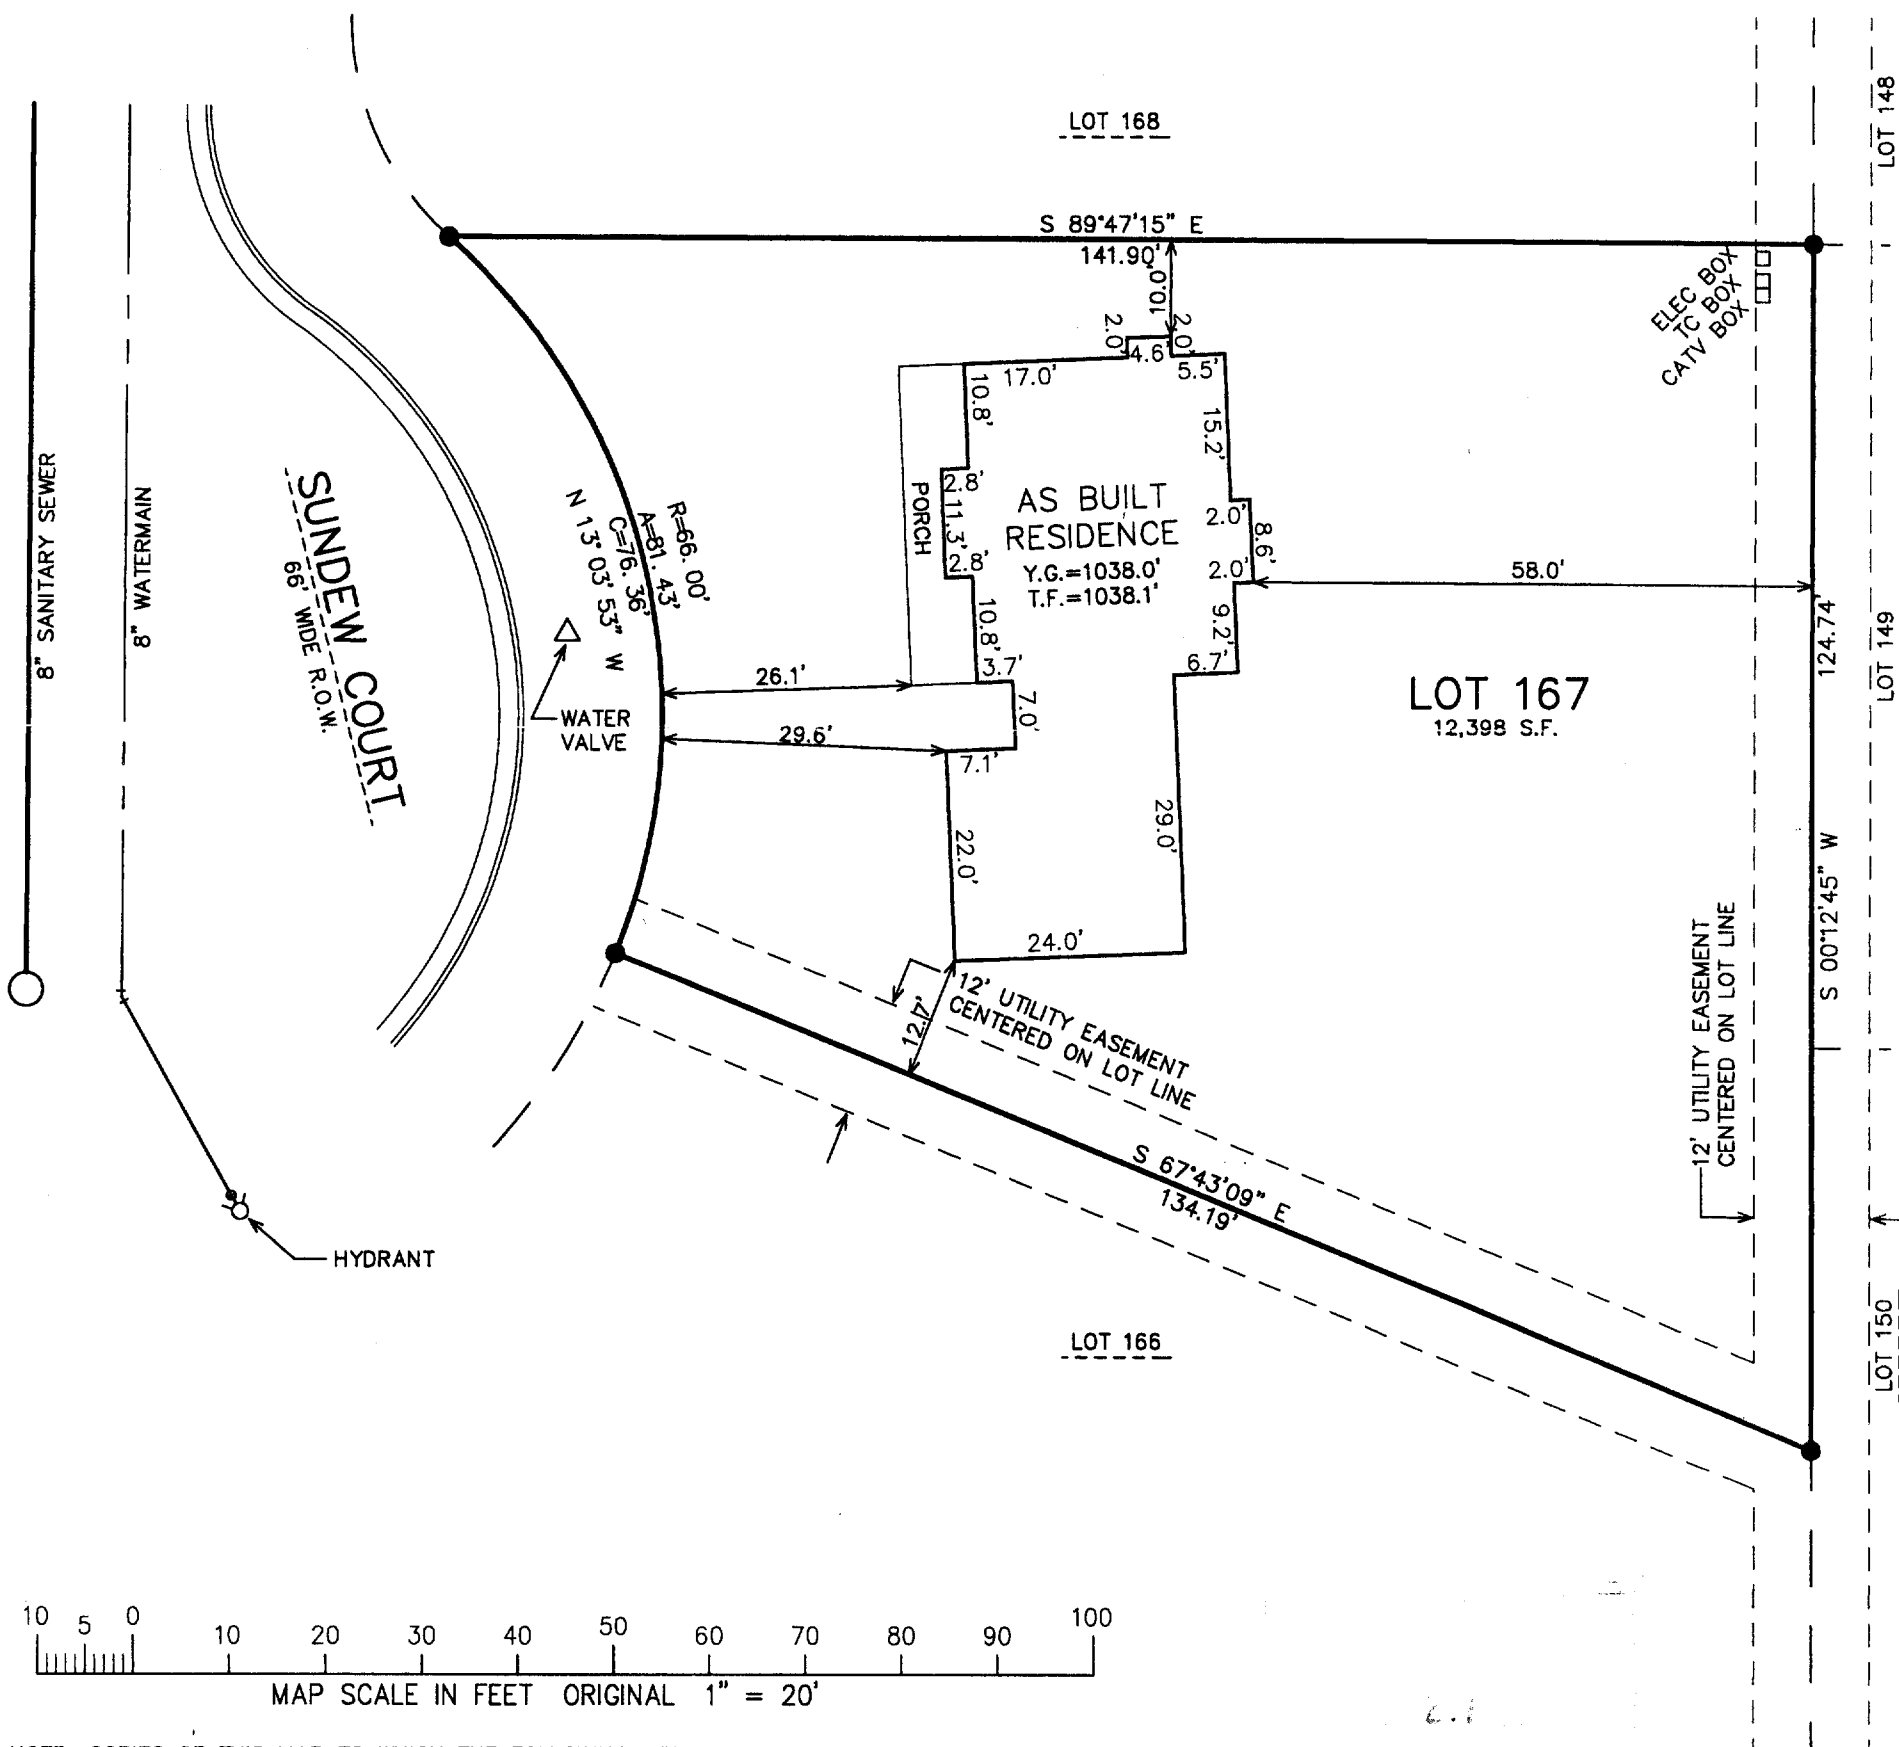 LOT 168
LOT 148
S 89°47'15" E
141.90'
10.0'
ELEC BOX
TC BOX
CATV BOX
2.0'
4.6'
2.0'
5.5'
17.0'
10.8'
15.2'
2.8'
11.3'
2.8'
PORCH
AS BUILT
RESIDENCE
Y.G.=1038.0'
T.F.=1038.1'
2.0'
8.6'
2.0'
58.0'
9.2'
6.7'
10.8'
3.7'
7.0'
7.1'
29.0'
22.0'
24.0'
8" SANITARY SEWER
8" WATERMAIN
SUNDEW COURT
66' WIDE R.O.W.
R=66.00'
A=81.43'
C=76.36'
N 13°03'53" W
WATER
VALVE
26.1'
29.6'
LOT 167
12,398 S.F.
124.74'
S 00°12'45" W
LOT 149
12' UTILITY EASEMENT
CENTERED ON LOT LINE
12.17'
12' UTILITY EASEMENT
CENTERED ON LOT LINE
S 67°43'09" E
134.19'
HYDRANT
LOT 166
LOT 150
10 5 0 10 20 30 40 50 60 70 80 90 100
MAP SCALE IN FEET ORIGINAL 1" = 20'